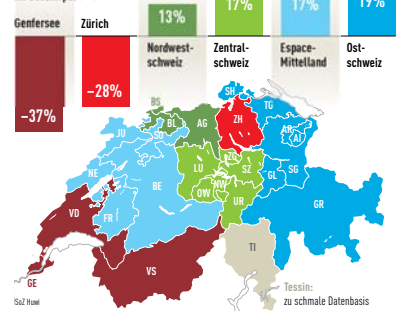 13%
17%
17%
19%
Genfersee
Zürich
Nordwest-
schweiz
Zentral-
schweiz
Espace-
Mittelland
Ost-
schweiz
–28%
–37%
SH
BS
BL
AG
ZH
TG
JU
SO
AR
AI
ZG
LU
SZ
NE
BE
NW
OW
GL
SG
UR
FR
VD
GR
TI
VS
GE
Tessin:
zu schmale Datenbasis
SoZ Huwi